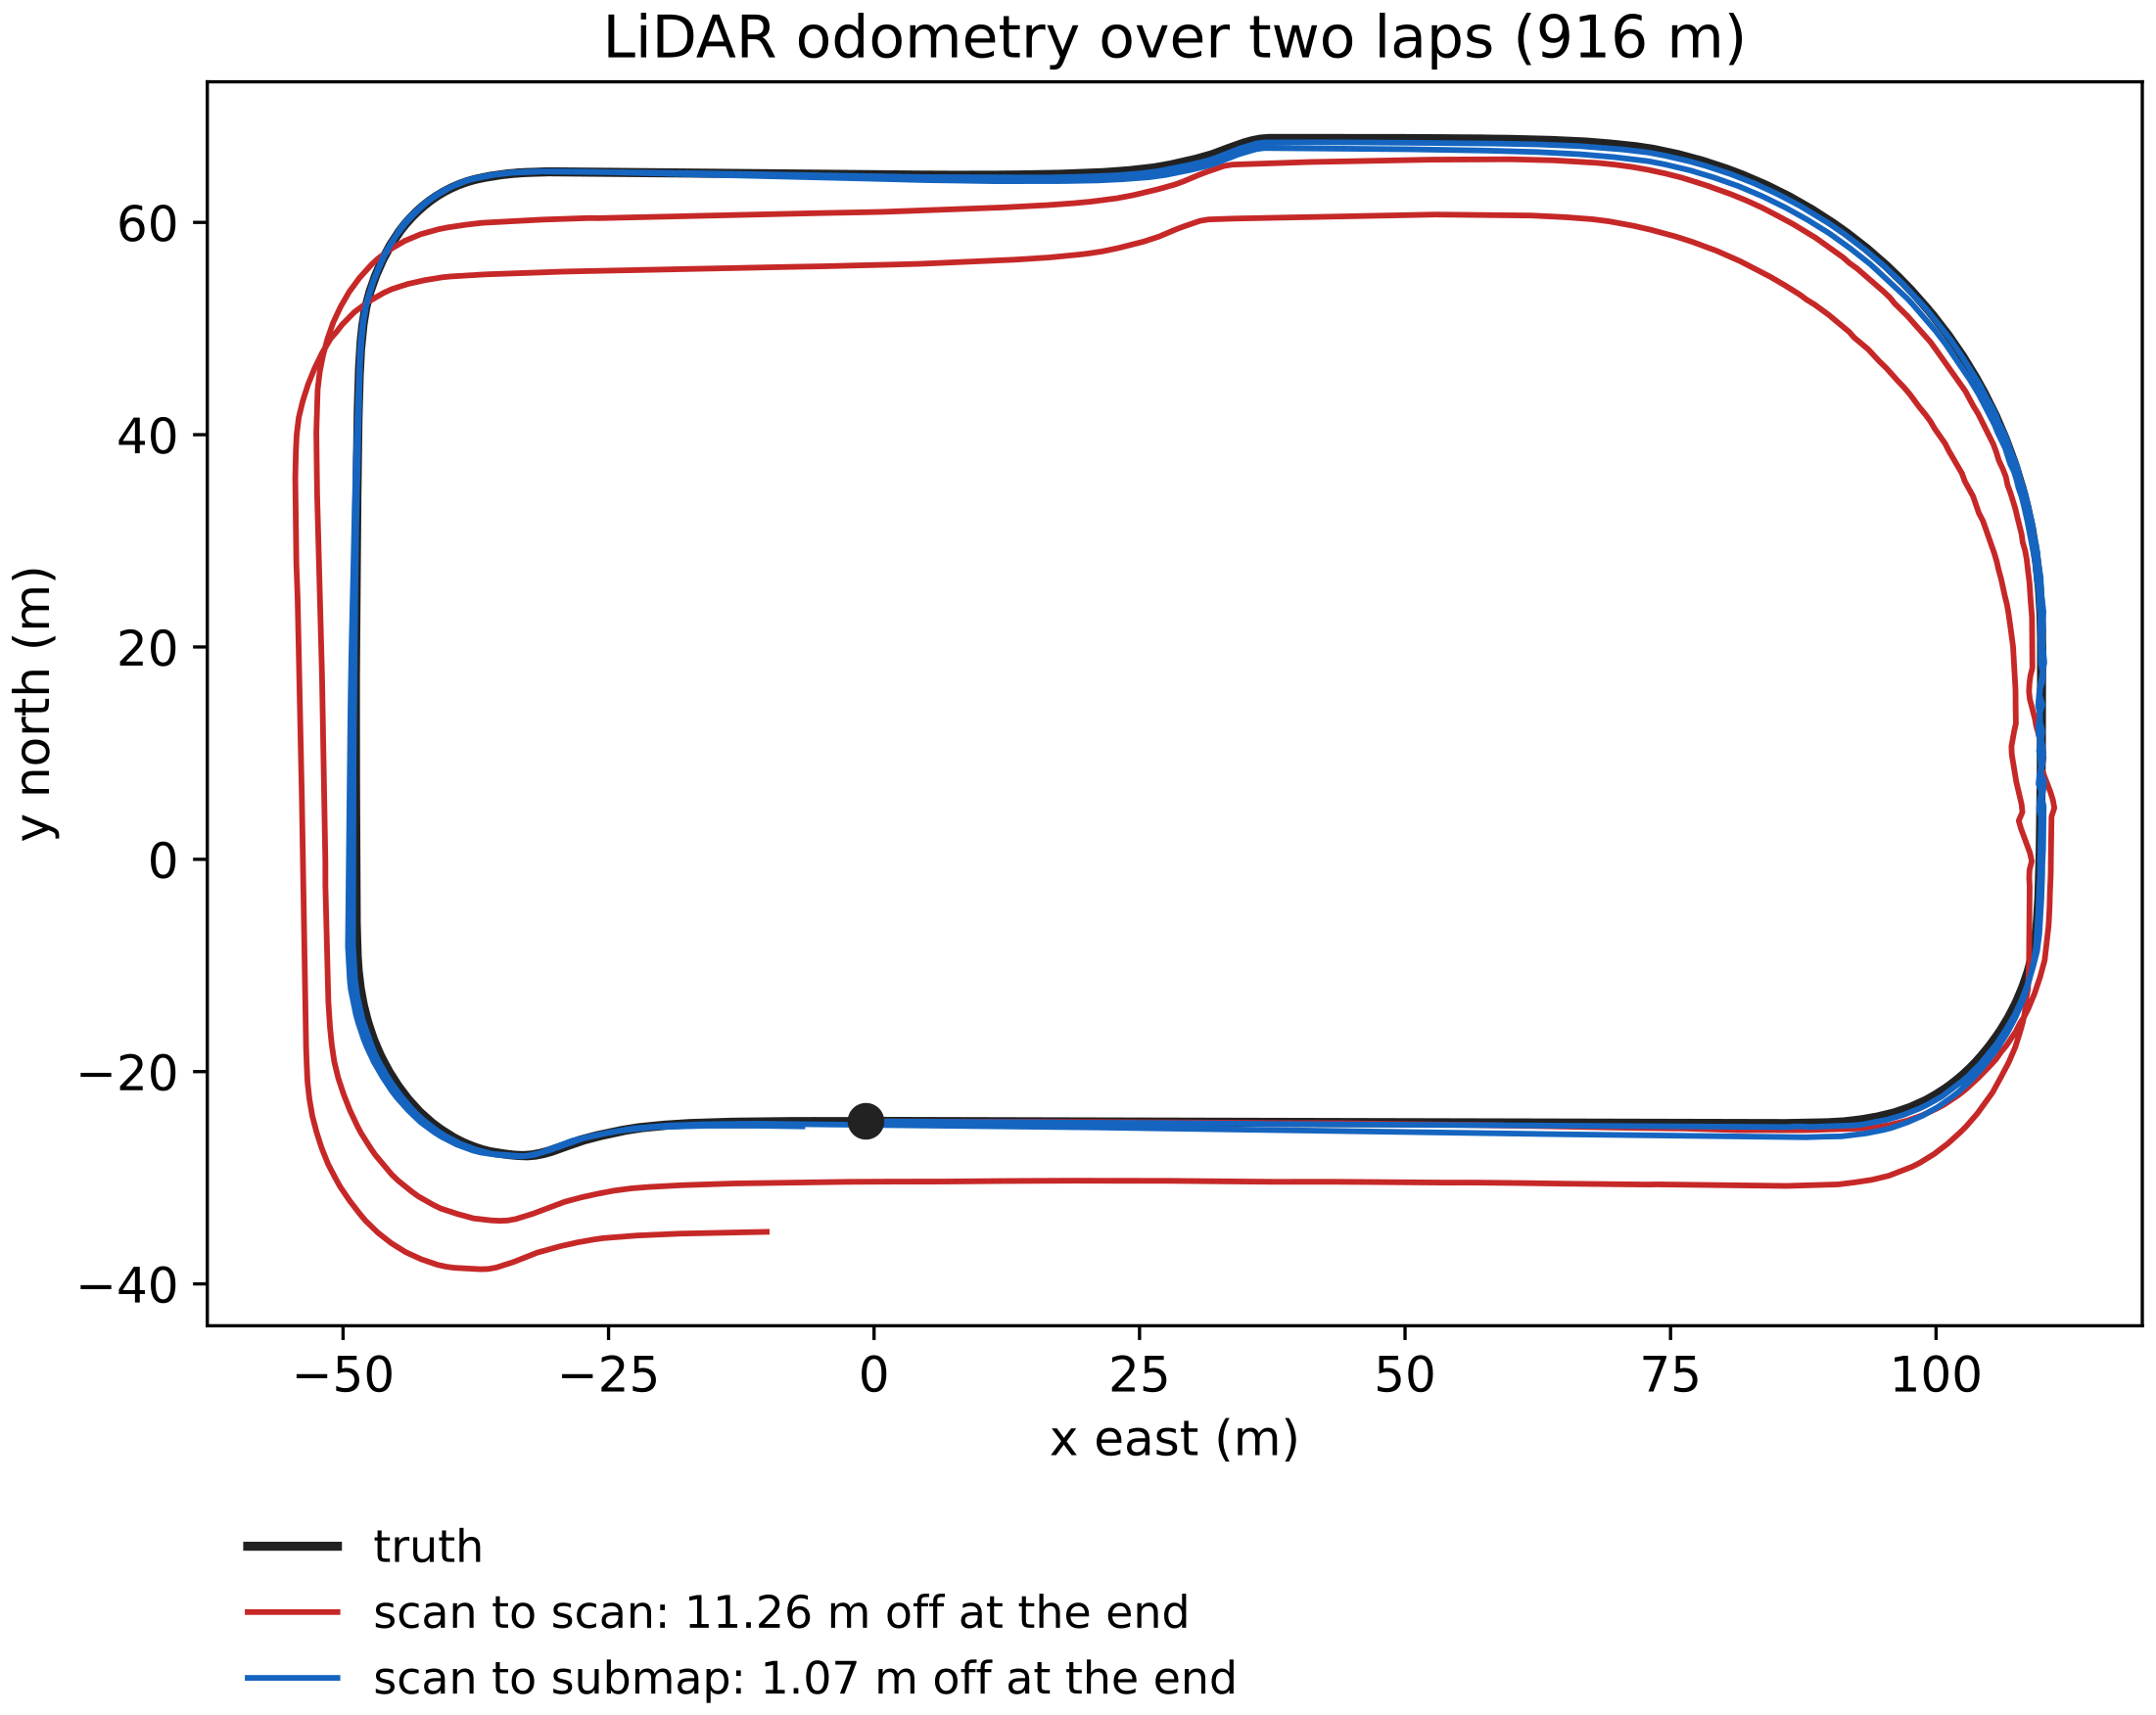 LiDAR odometry over two laps (916 m)
y north (m)
60
40
20
0
−20
−40
−50
−25
0
25
50
75
100
x east (m)
truth
scan to scan: 11.26 m off at the end
scan to submap: 1.07 m off at the end